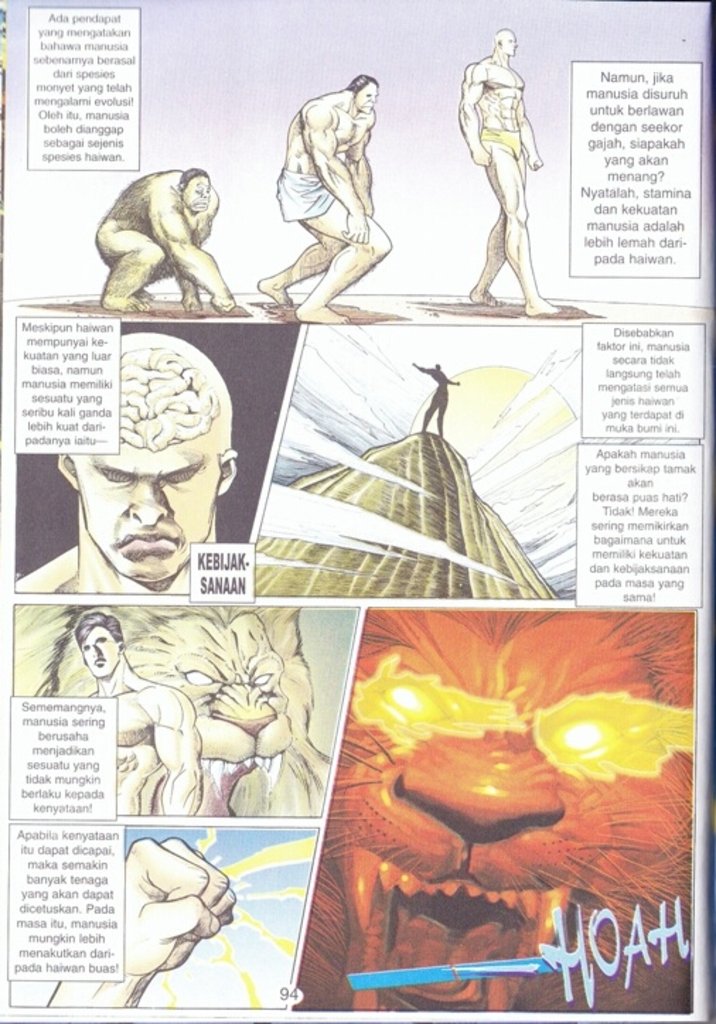 Ada pendapat
yang mengatakan
bahawa manusia
sebenarnya berasal
dari spesies
monyet yang telah
mengalami evolusi!
Oleh itu, manusia
boleh dianggap
sebagai sejenis
spesies haiwan.
Namun, jika
manusia disuruh
untuk berlawan
dengan seekor
gajah, siapakah
yang akan
menang?
Nyatalah, stamina
dan kekuatan
manusia adalah
lebih lemah dari-
pada haiwan.
Meskipun haiwan
mempunyai ke-
kuatan yang luar
biasa, namun
manusia memiliki
sesuatu yang
seribu kali ganda
lebih kuat dari-
padanya iaitu—
KEBIJAK-
SANAAN
Disebabkan
faktor ini, manusia
secara tidak
langsung telah
mengatasi semua
jenis haiwan
yang terdapat di
muka bumi ini.
Apakah manusia
yang bersikap tamak
akan
berasa puas hati?
Tidak! Mereka
sering memikirkan
bagaimana untuk
memiliki kekuatan
dan kebijaksanaan
pada masa yang
sama!
Sememangnya,
manusia sering
berusaha
menjadikan
sesuatu yang
tidak mungkin
berlaku kepada
kenyataan!
Apabila kenyataan
itu dapat dicapai,
maka semakin
banyak tenaga
yang akan dapat
dicetuskan. Pada
masa itu, manusia
mungkin lebih
menakutkan dari-
pada haiwan buas!
HOAH
94